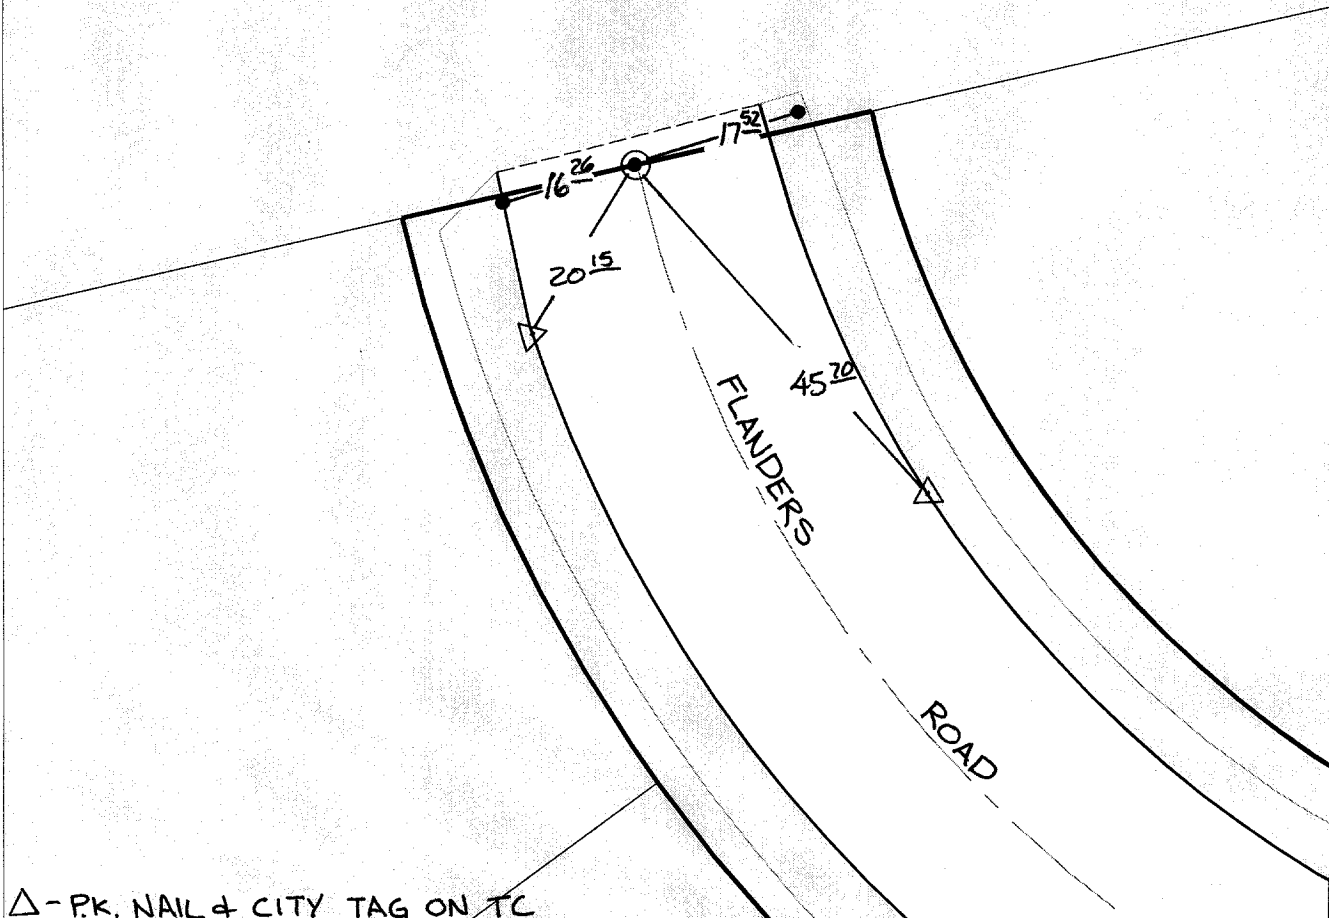 17 52
16 26
20 15
45 20
FLANDERS
ROAD
△ - P.K. NAIL & CITY TAG ON TC